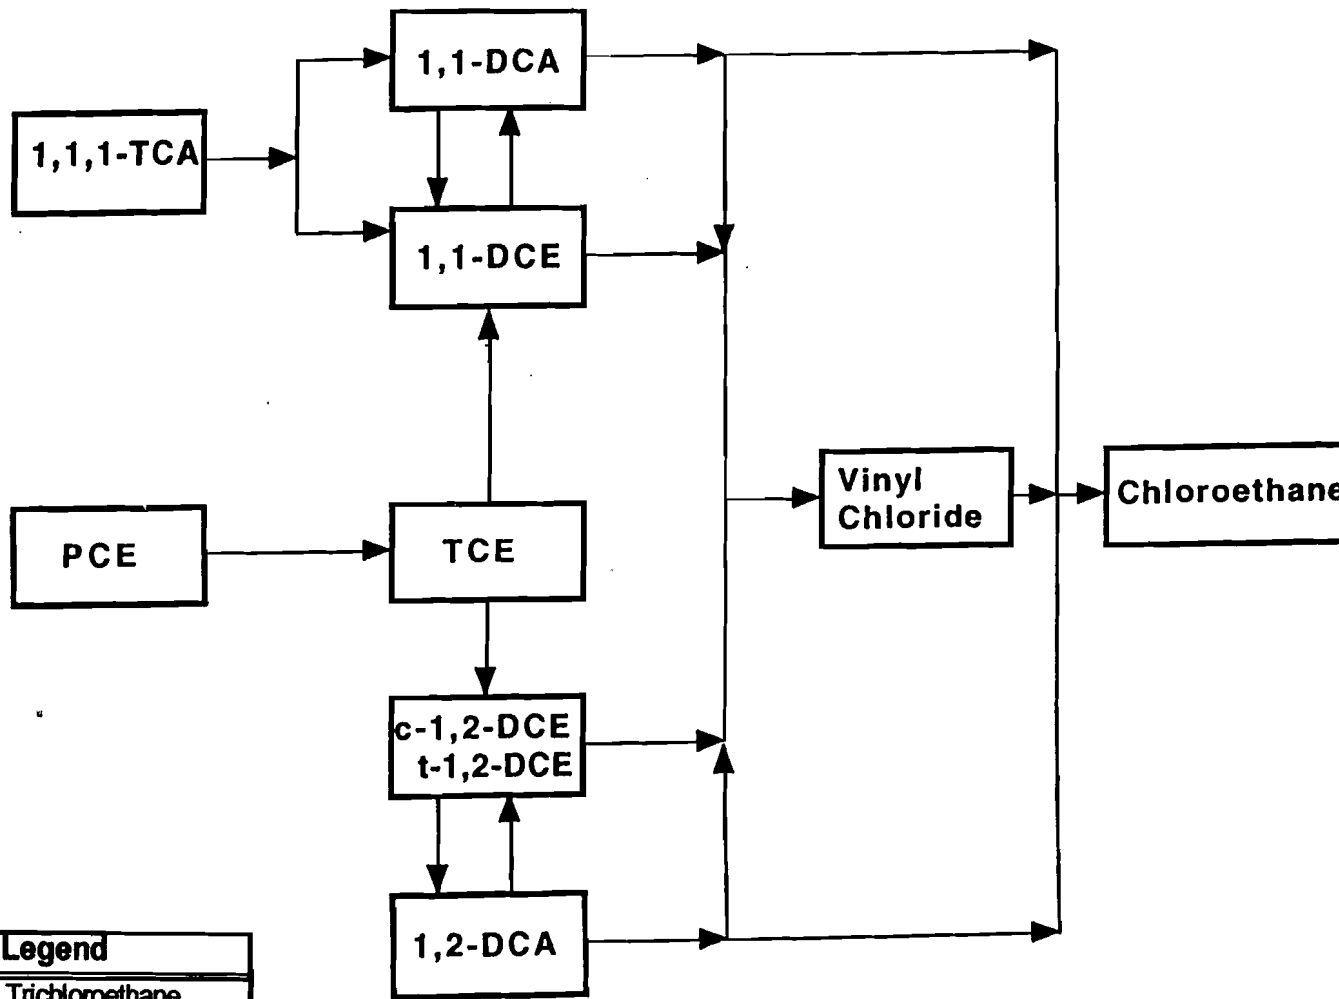 1,1-DCA
1,1,1-TCA
1,1-DCE
Vinyl
Chloride
Chloroethane
PCE
TCE
c-1,2-DCE
t-1,2-DCE
1,2-DCA
Legend
Trichloroethane